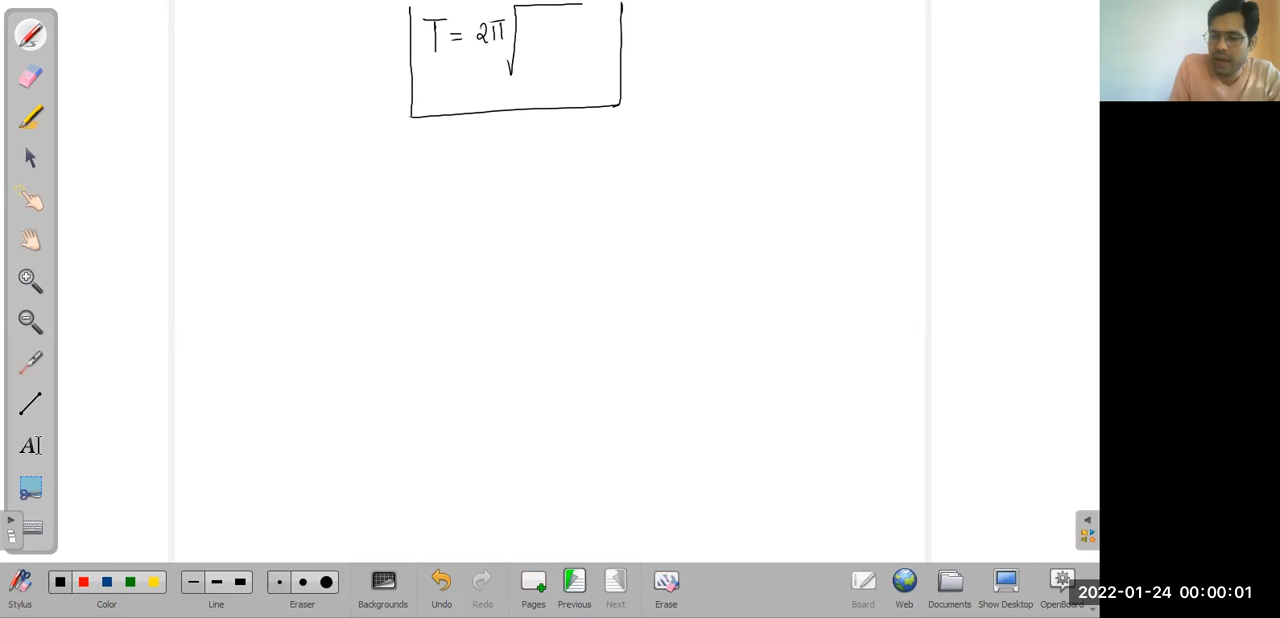 T = 2π√
A
Stylus
Color
Line
Eraser
Backgrounds
Undo
Redo
Pages
Previous
Next
Erase
Board
Web
Documents
Show Desktop
OpenBoard
2022-01-24 00:00:01